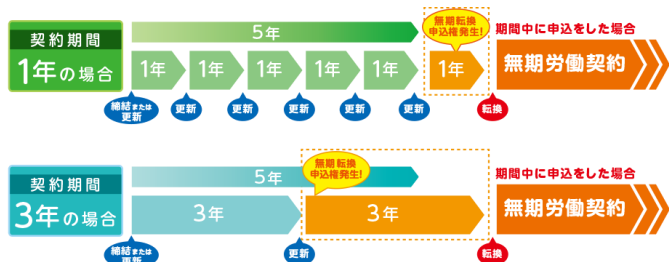 契約期間
1年の場合
5年
無期転換
申込権発生!
期間中に申込をした場合
1年
1年
1年
1年
1年
1年
無期労働契約
締結または
更新
更新
更新
更新
更新
更新
転換
契約期間
3年の場合
5年
無期転換
申込権発生!
期間中に申込をした場合
3年
3年
無期労働契約
締結または
更新
更新
転換